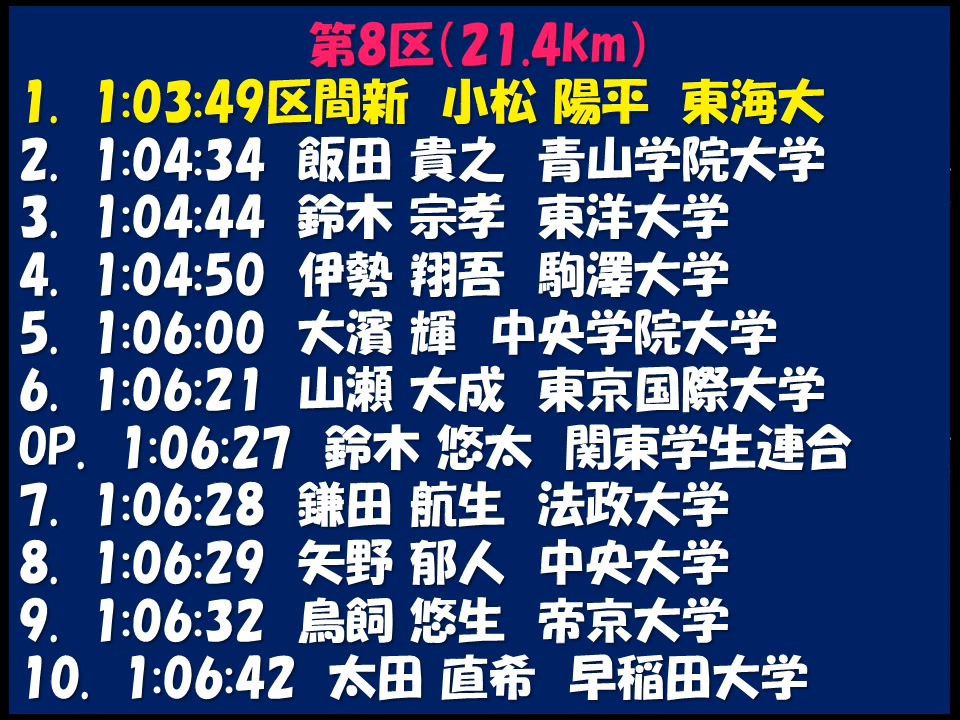 第8区(21.4km)
1. 1:03:49区間新 小松 陽平 東海大
2. 1:04:34 飯田 貴之 青山学院大学
3. 1:04:44 鈴木 宗孝 東洋大学
4. 1:04:50 伊勢 翔吾 駒澤大学
5. 1:06:00 大濱 輝 中央学院大学
6. 1:06:21 山瀬 大成 東京国際大学
OP. 1:06:27 鈴木 悠太 関東学生連合
7. 1:06:28 鎌田 航生 法政大学
8. 1:06:29 矢野 郁人 中央大学
9. 1:06:32 鳥飼 悠生 帝京大学
10. 1:06:42 太田 直希 早稲田大学